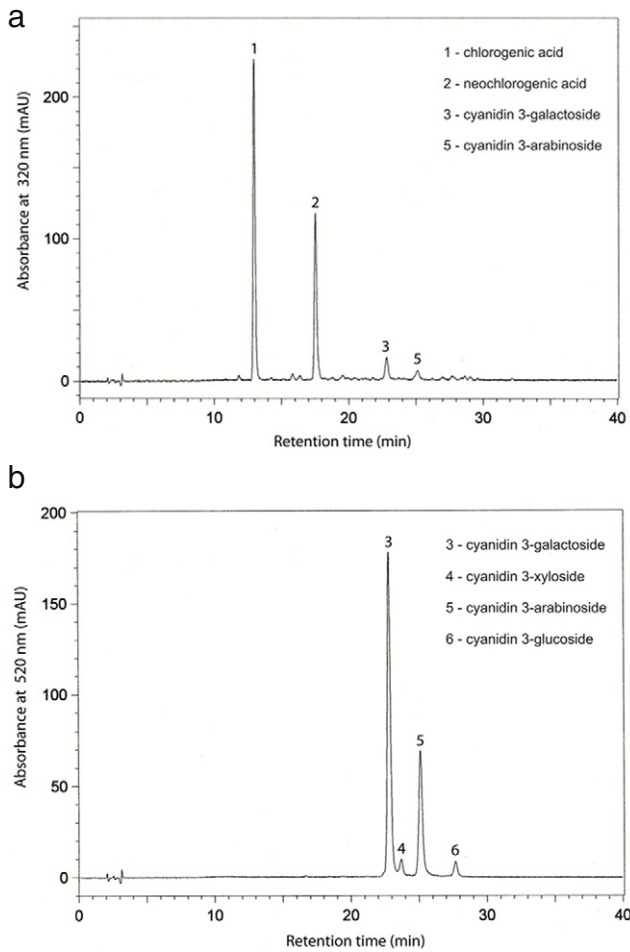 a
Absorbance at 320 nm (mAU)
200
100
0
0
10
20
30
40
Retention time (min)
1
2
3
5
1 - chlorogenic acid
2 - neochlorogenic acid
3 - cyanidin 3-galactoside
5 - cyanidin 3-arabinoside
b
Absorbance at 520 nm (mAU)
200
150
100
50
0
0
10
20
30
40
Retention time (min)
3
4
5
6
3 - cyanidin 3-galactoside
4 - cyanidin 3-xyloside
5 - cyanidin 3-arabinoside
6 - cyanidin 3-glucoside